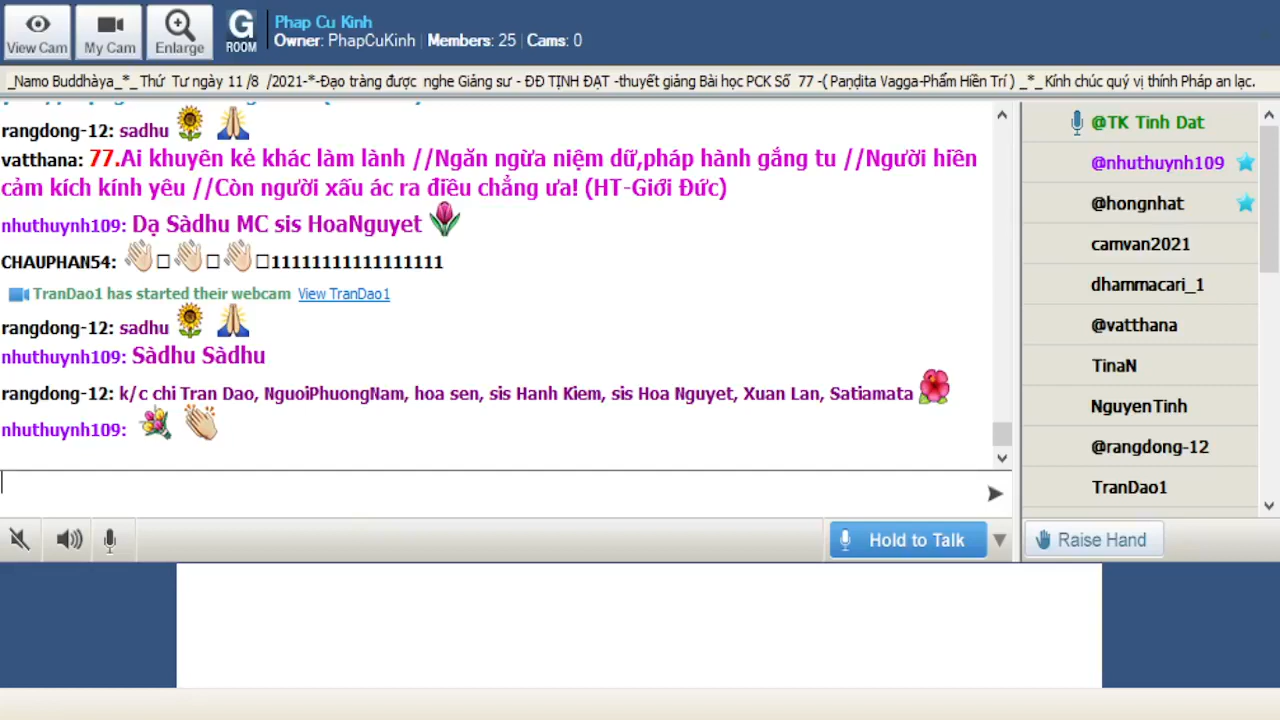 View Cam
My Cam
Enlarge
G
ROOM
Phap Cu Kinh
Owner: PhapCuKinh | Members: 25 | Cams: 0
_Namo Buddhàya_*_Thứ Tư ngày 11 /8 /2021-*-Đạo tràng được nghe Giảng sư - ĐĐ TỊNH ĐẠT -thuyết giảng Bài học PCK Số 77 -( Paṇḍita Vagga-Phẩm Hiền Trí ) _*_ Kính chúc quý vị thính Pháp an lạc.
rangdong-12: sadhu
vatthana: 77.Ai khuyên kẻ khác làm lành //Ngăn ngừa niệm dữ,pháp hành gắng tu //Người hiền
cảm kích kính yêu //Còn người xấu ác ra điều chẳng ưa! (HT-Giới Đức)
nhuthuynh109: Dạ Sàdhu MC sis HoaNguyet
CHAUPHAN54: 11111111111111111
TranDao1 has started their webcam View TranDao1
rangdong-12: sadhu
nhuthuynh109: Sàdhu Sàdhu
rangdong-12: k/c chi Tran Dao, NguoiPhuongNam, hoa sen, sis Hanh Kiem, sis Hoa Nguyet, Xuan Lan, Satiamata
nhuthuynh109:
Hold to Talk
@TK Tinh Dat
@nhuthuynh109
@hongnhat
camvan2021
dhammacari_1
@vatthana
TinaN
NguyenTinh
@rangdong-12
TranDao1
Raise Hand